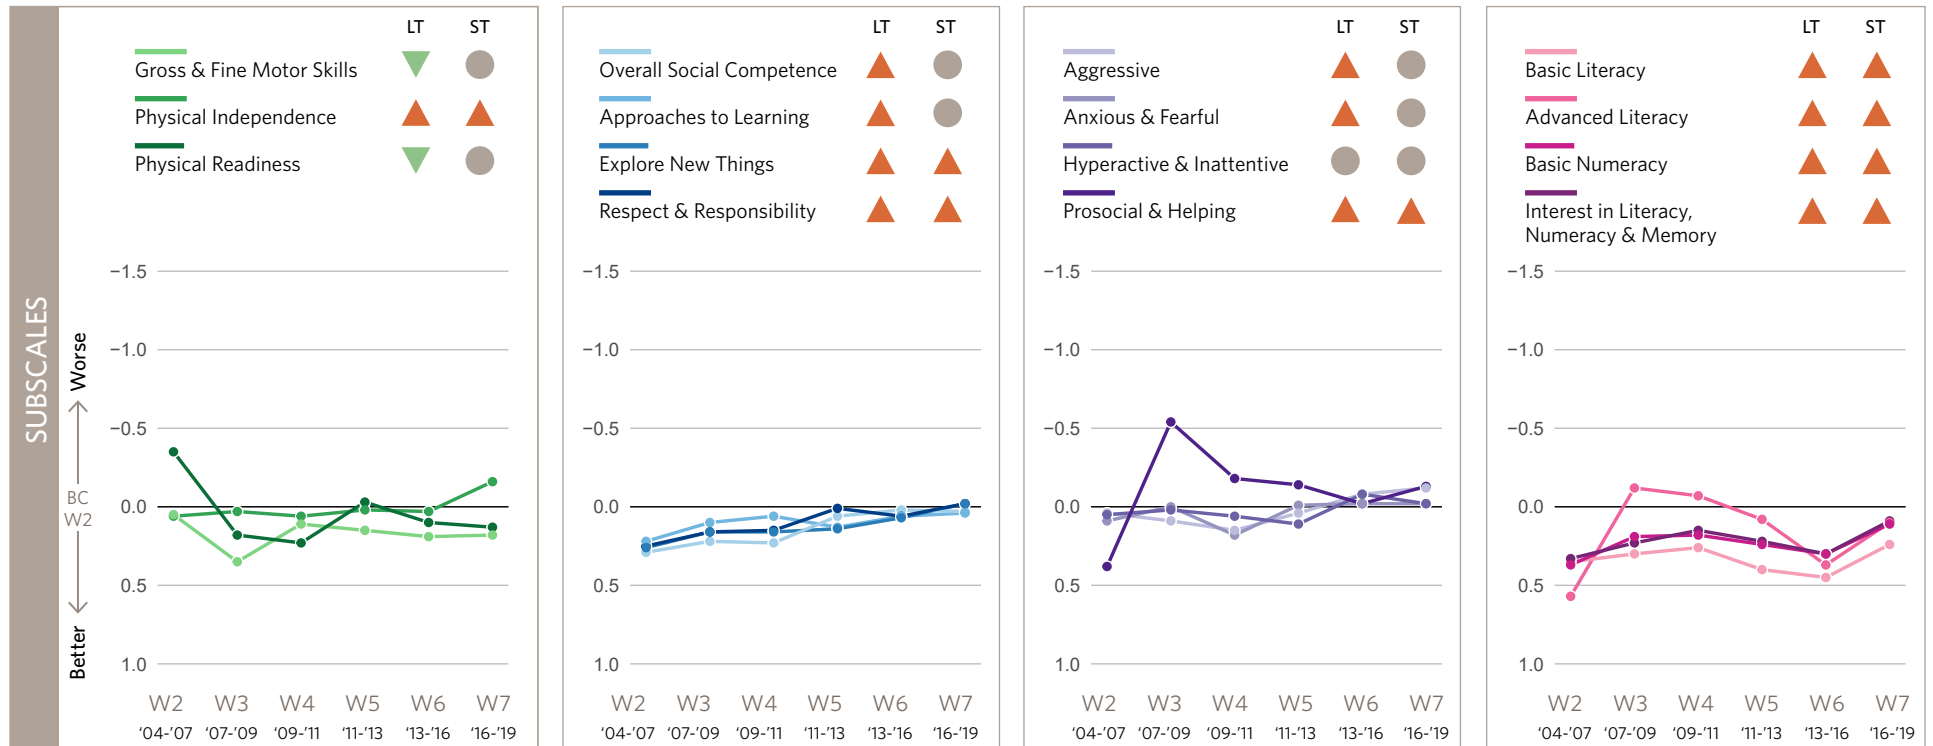 SUBSCALES
Worse
BC
W2
Better
LT ST
Gross & Fine Motor Skills
Physical Independence
Physical Readiness
−1.5
−1.0
−0.5
0.0
0.5
1.0
W2 W3 W4 W5 W6 W7
‘04-’07 ‘07-’09 ‘09-’11 ‘11-’13 ‘13-’16 ‘16-’19
LT ST
Overall Social Competence
Approaches to Learning
Explore New Things
Respect & Responsibility
−1.5
−1.0
−0.5
0.0
0.5
1.0
W2 W3 W4 W5 W6 W7
‘04-’07 ‘07-’09 ‘09-’11 ‘11-’13 ‘13-’16 ‘16-’19
LT ST
Aggressive
Anxious & Fearful
Hyperactive & Inattentive
Prosocial & Helping
−1.5
−1.0
−0.5
0.0
0.5
1.0
W2 W3 W4 W5 W6 W7
‘04-’07 ‘07-’09 ‘09-’11 ‘11-’13 ‘13-’16 ‘16-’19
LT ST
Basic Literacy
Advanced Literacy
Basic Numeracy
Interest in Literacy,
Numeracy & Memory
−1.5
−1.0
−0.5
0.0
0.5
1.0
W2 W3 W4 W5 W6 W7
‘04-’07 ‘07-’09 ‘09-’11 ‘11-’13 ‘13-’16 ‘16-’19